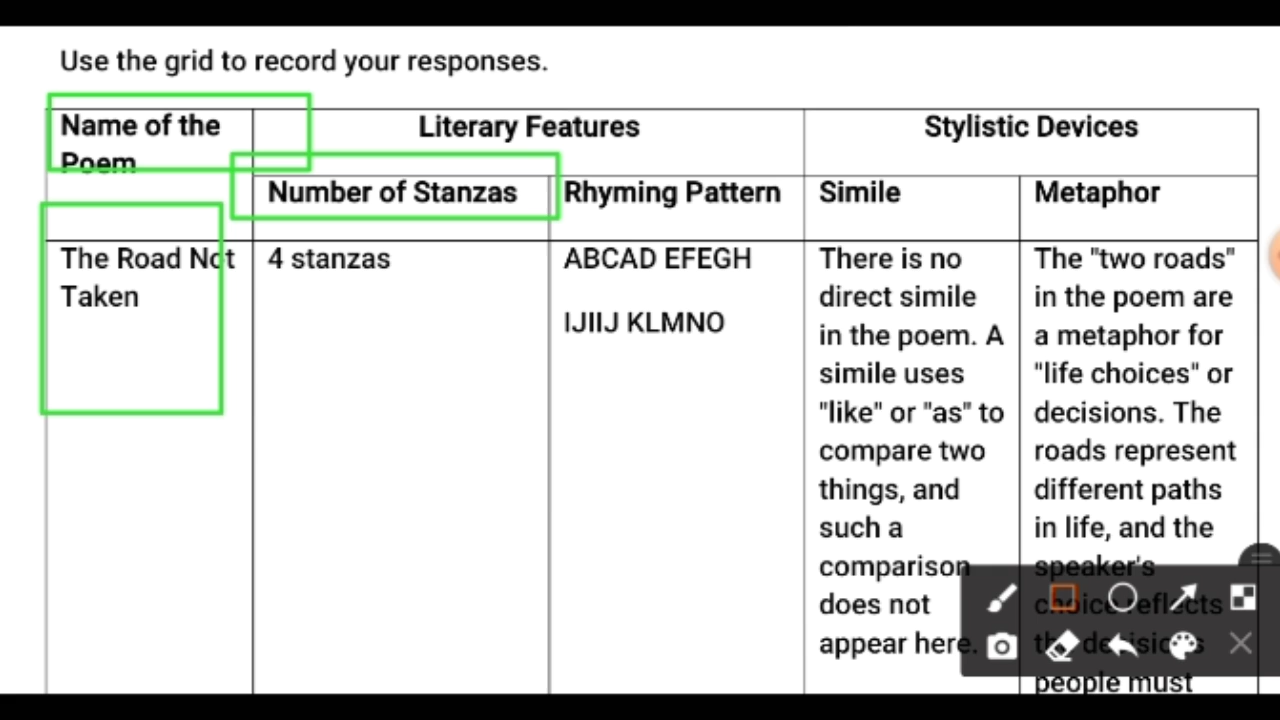 Use the grid to record your responses.
Name of the
Poem
Literary Features
Stylistic Devices
Number of Stanzas
Rhyming Pattern
Simile
Metaphor
The Road Not
Taken
4 stanzas
ABCAD EFEGH
IJIIJ KLMNO
There is no
direct simile
in the poem. A
simile uses
"like" or "as" to
compare two
things, and
such a
comparison
does not
appear here.
The "two roads"
in the poem are
a metaphor for
"life choices" or
decisions. The
roads represent
different paths
in life, and the
speaker's
choice reflects
the decisions
people must